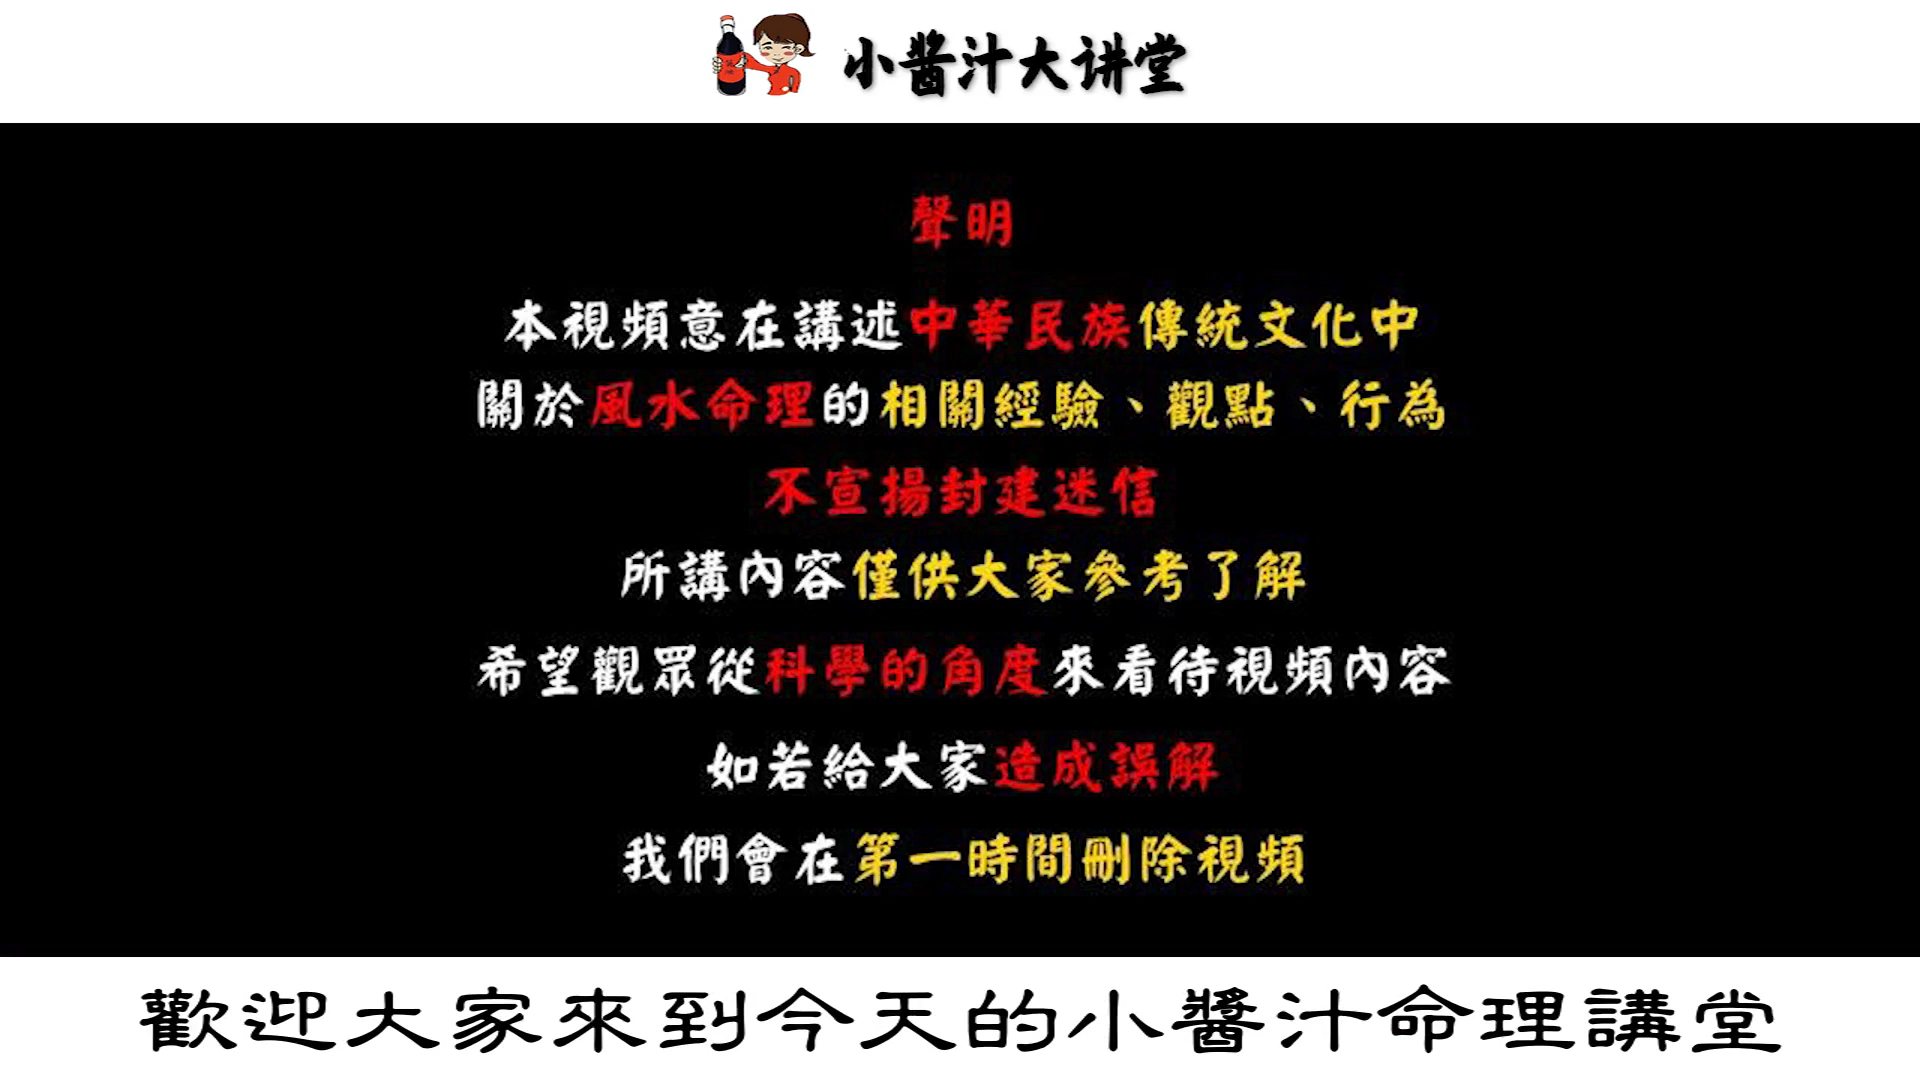 小醬汁大讲堂
聲明
本視頻意在講述中華民族傳統文化中
關於風水命理的相關經驗、觀點、行為
不宣揚封建迷信
所講內容僅供大家參考了解
希望觀眾從科學的角度來看待視頻內容
如若給大家造成誤解
我們會在第一時間刪除視頻
歡迎大家來到今天的小醬汁命理講堂